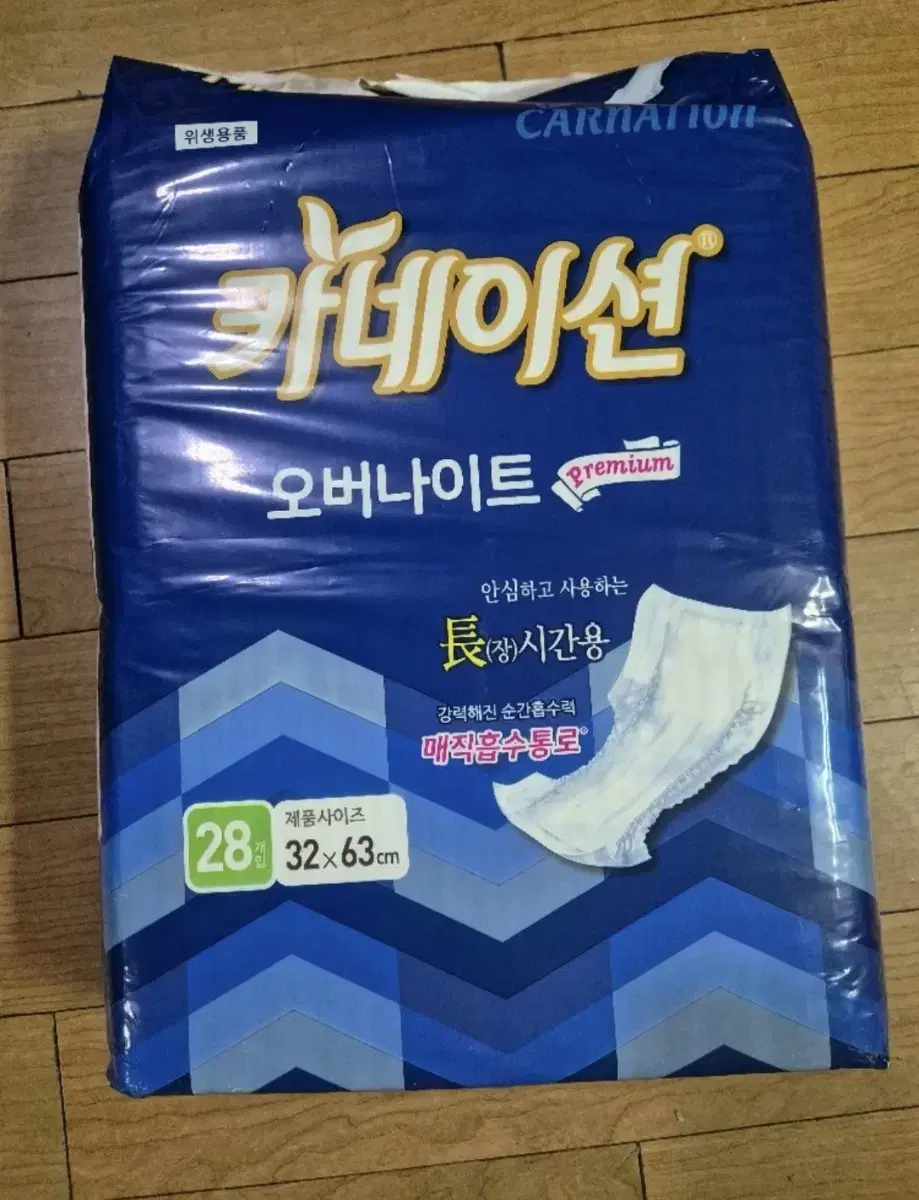 위생용품
CARNATION
카네이션®
오버나이트 Premium
안심하고 사용하는
長(장)시간용
강력해진 순간흡수력
매직흡수통로®
28개입
제품사이즈
32×63cm